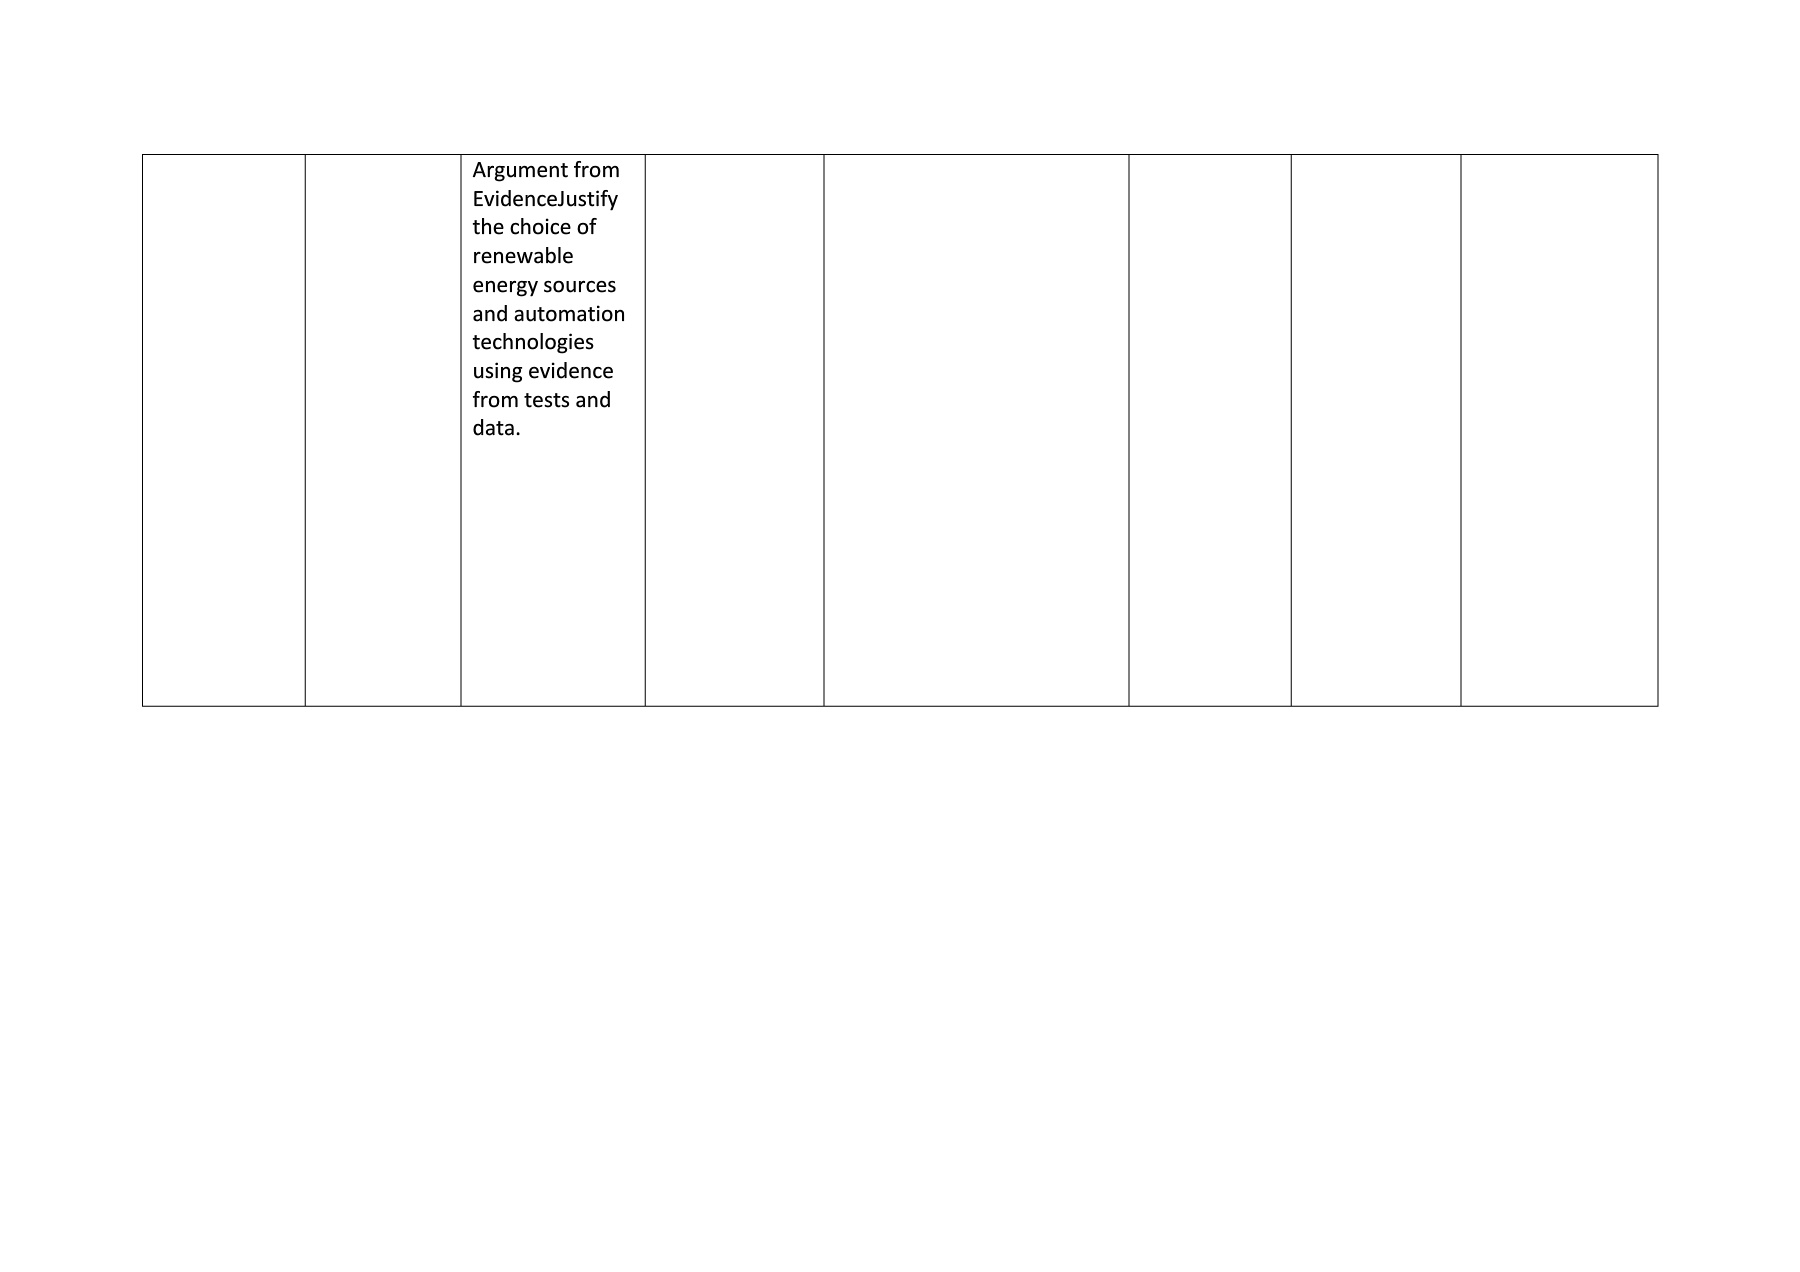 Argument from
EvidenceJustify
the choice of
renewable
energy sources
and automation
technologies
using evidence
from tests and
data.